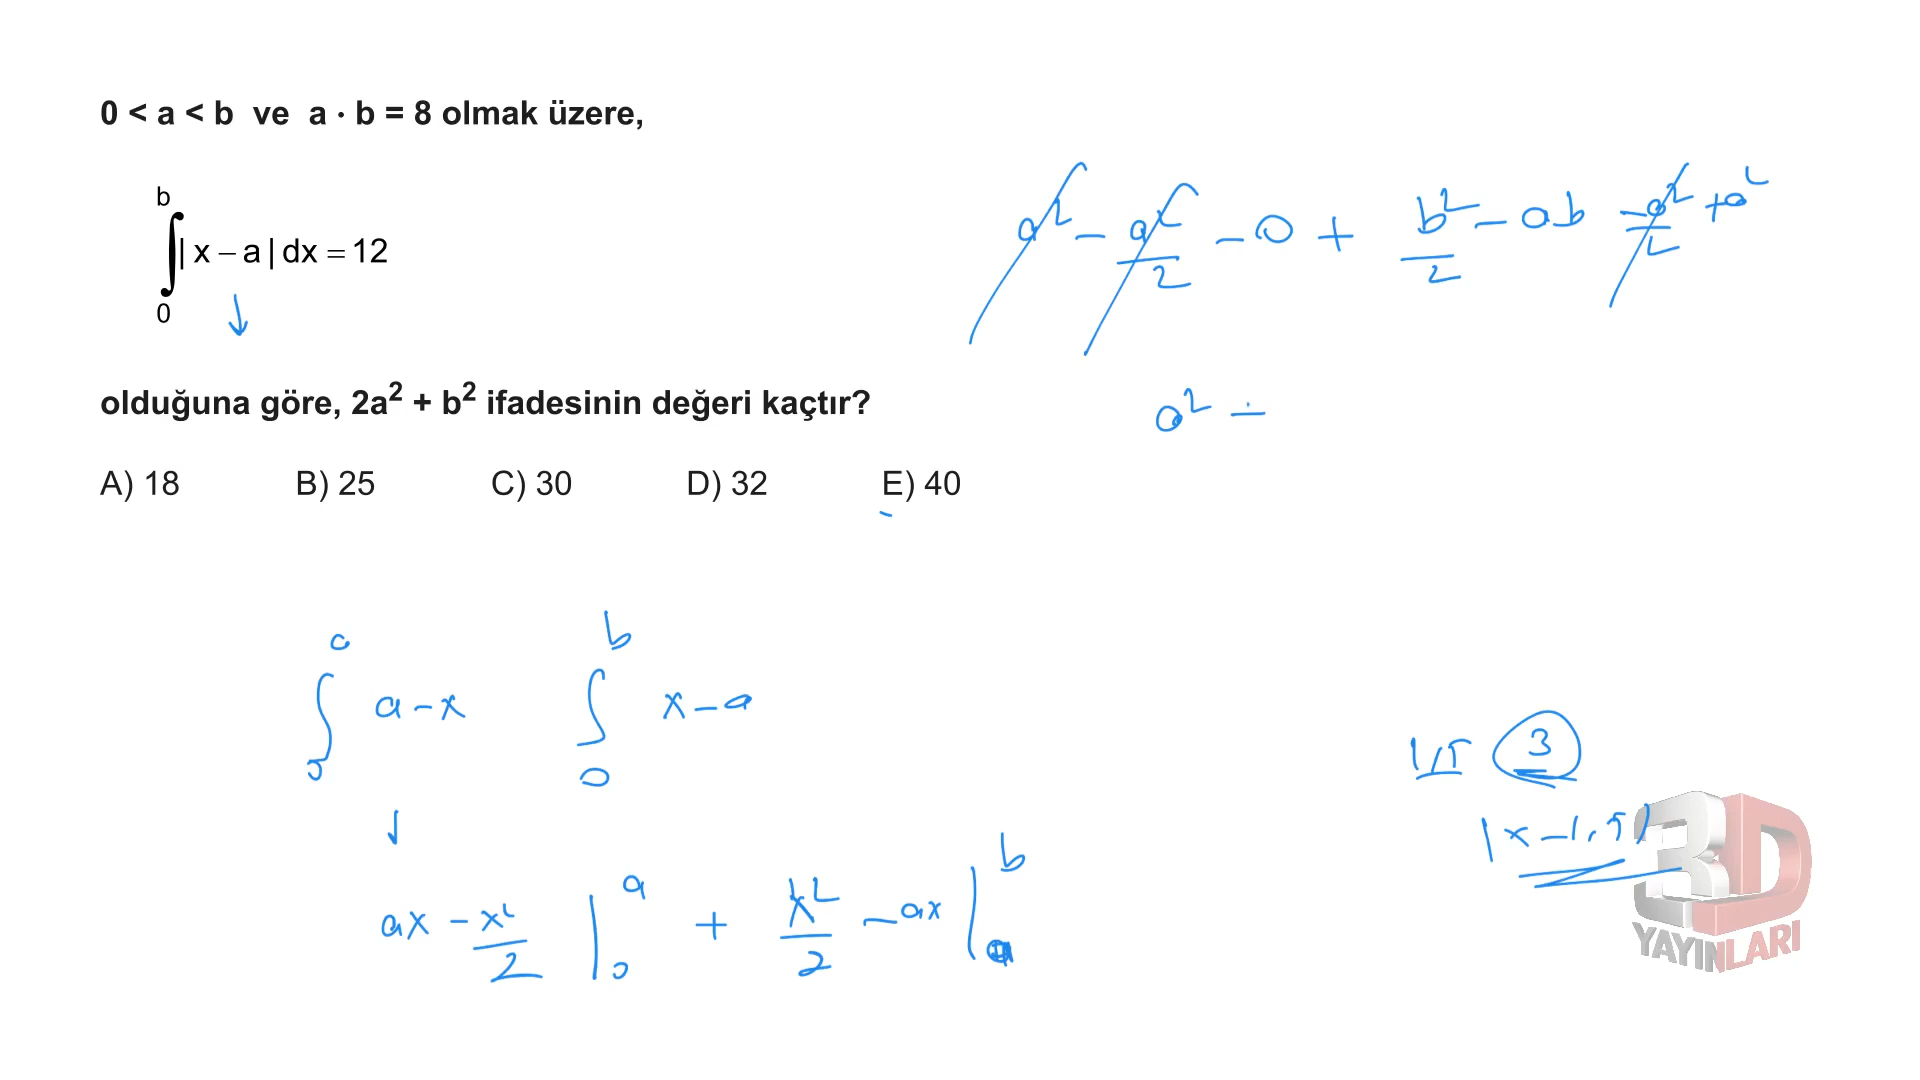 0 < a < b ve a · b = 8 olmak üzere,
b
∫ | x – a | dx = 12
0
olduğuna göre, 2a² + b² ifadesinin değeri kaçtır?
A) 18 B) 25 C) 30 D) 32 E) 40
a² – a²/2 – 0 + b²/2 – ab – a²/2 + a²
a² –
a b
∫ a – x ∫ x – a
0 0
ax – x²/2 |₀ᵃ + x²/2 – ax |ₐᵇ
1,5 3
|x – 1,5|
3D
YAYINLARI